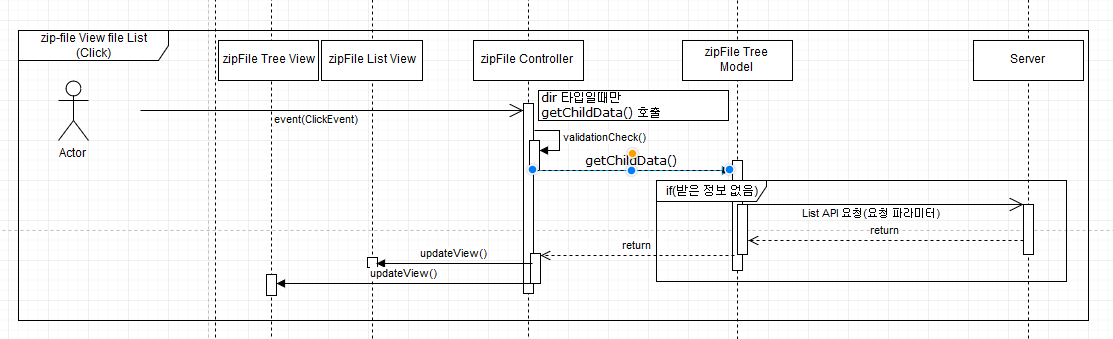 zip-file View file List
(Click)
zipFile Tree View
zipFile List View
zipFile Controller
zipFile Tree
Model
Server
Actor
event(ClickEvent)
dir 타입일때만
getChildData() 호출
validationCheck()
getChildData()
if(받은 정보 없음)
List API 요청(요청 파라미터)
return
return
updateView()
updateView()